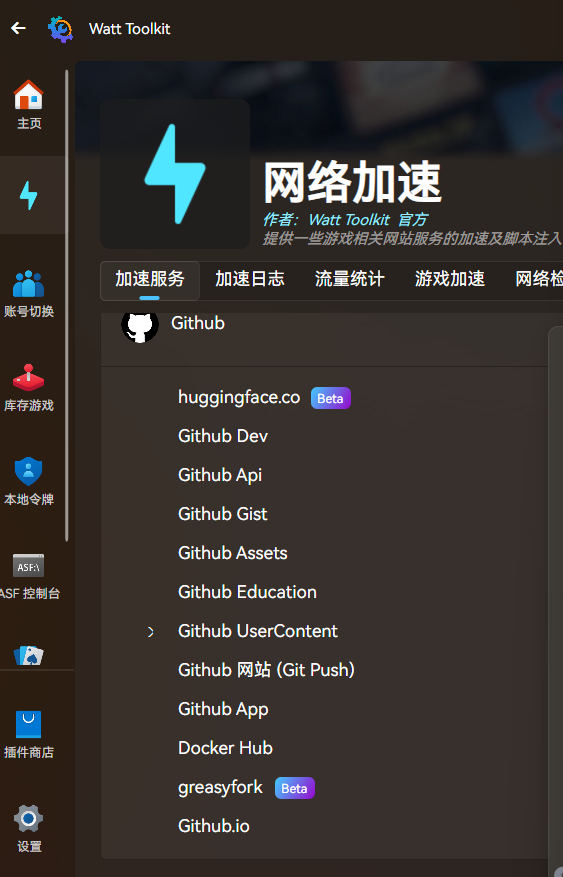 Watt Toolkit
主页
网络加速
作者： Watt Toolkit 官方
提供一些游戏相关网站服务的加速及脚本注入
加速服务 加速日志 流量统计 游戏加速 网络检
账号切换
库存游戏
本地令牌
ASF:\
ASF 控制台
插件商店
设置
Github
huggingface.co Beta
Github Dev
Github Api
Github Gist
Github Assets
Github Education
Github UserContent
Github 网站 (Git Push)
Github App
Docker Hub
greasyfork Beta
Github.io